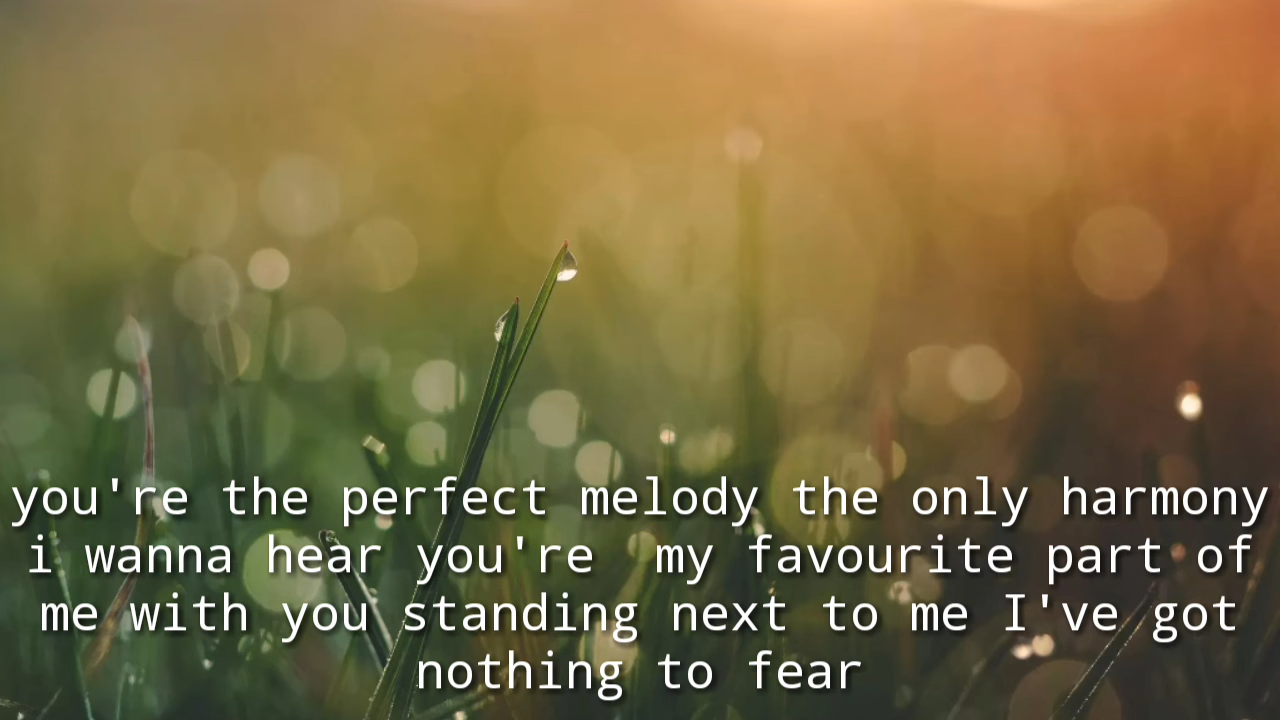 you're the perfect melody the only harmony
i wanna hear you're  my favourite part of
me with you standing next to me I've got
nothing to fear